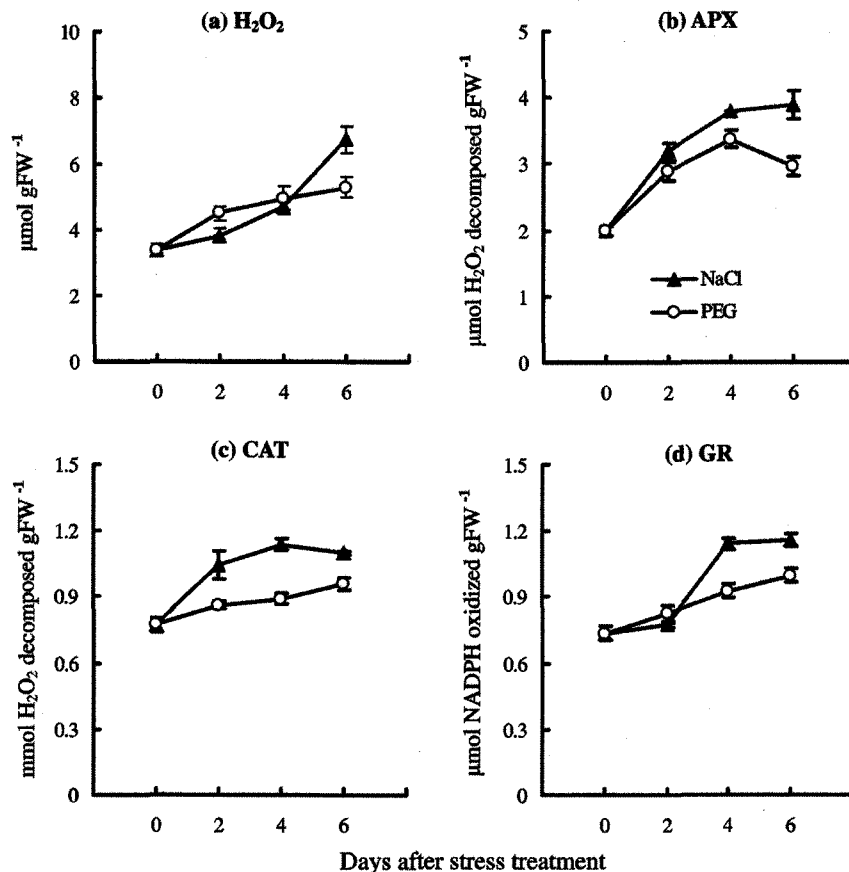 (a) H₂O₂
(b) APX
10
8
6
4
2
0
μmol gFW⁻¹
0 2 4 6
5
4
3
2
1
0
μmol H₂O₂ decomposed gFW⁻¹
NaCl
PEG
0 2 4 6
(c) CAT
(d) GR
1.5
1.2
0.9
0.6
0.3
0
mmol H₂O₂ decomposed gFW⁻¹
0 2 4 6
1.5
1.2
0.9
0.6
0.3
0
μmol NADPH oxidized gFW⁻¹
0 2 4 6
Days after stress treatment